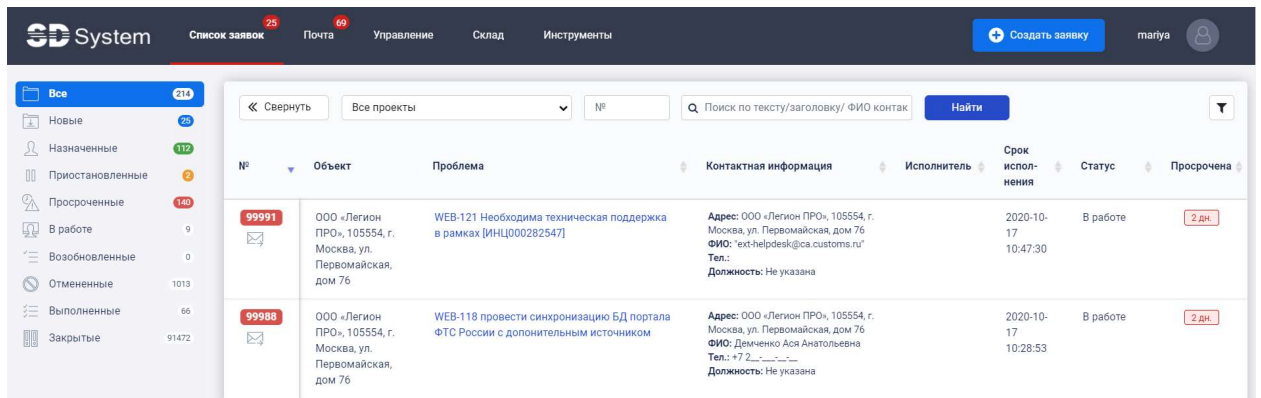 SD System
Список заявок 25
Почта 69
Управление
Склад
Инструменты
Создать заявку
mariya
Все 214
Новые 25
Назначенные 112
Приостановленные 2
Просроченные 140
В работе 9
Возобновленные 0
Отмененные 1013
Выполненные 66
Закрытые 91472
Свернуть
Все проекты
№
Поиск по тексту/заголовку/ ФИО контак
Найти
№
Объект
Проблема
Контактная информация
Исполнитель
Срок
испол-
нения
Статус
Просрочена
99991
ООО «Легион
ПРО», 105554, г.
Москва, ул.
Первомайская,
дом 76
WEB-121 Необходима техническая поддержка
в рамках [ИНЦ000282547]
Адрес: ООО «Легион ПРО», 105554, г.
Москва, ул. Первомайская, дом 76
ФИО: "ext-helpdesk@ca.customs.ru"
Тел.:
Должность: Не указана
2020-10-
17
10:47:30
В работе
2 дн.
99988
ООО «Легион
ПРО», 105554, г.
Москва, ул.
Первомайская,
дом 76
WEB-118 провести синхронизацию БД портала
ФТС России с допонительным источником
Адрес: ООО «Легион ПРО», 105554, г.
Москва, ул. Первомайская, дом 76
ФИО: Демченко Ася Анатольевна
Тел.: +7 2__-___-__-__
Должность: Не указана
2020-10-
17
10:28:53
В работе
2 дн.